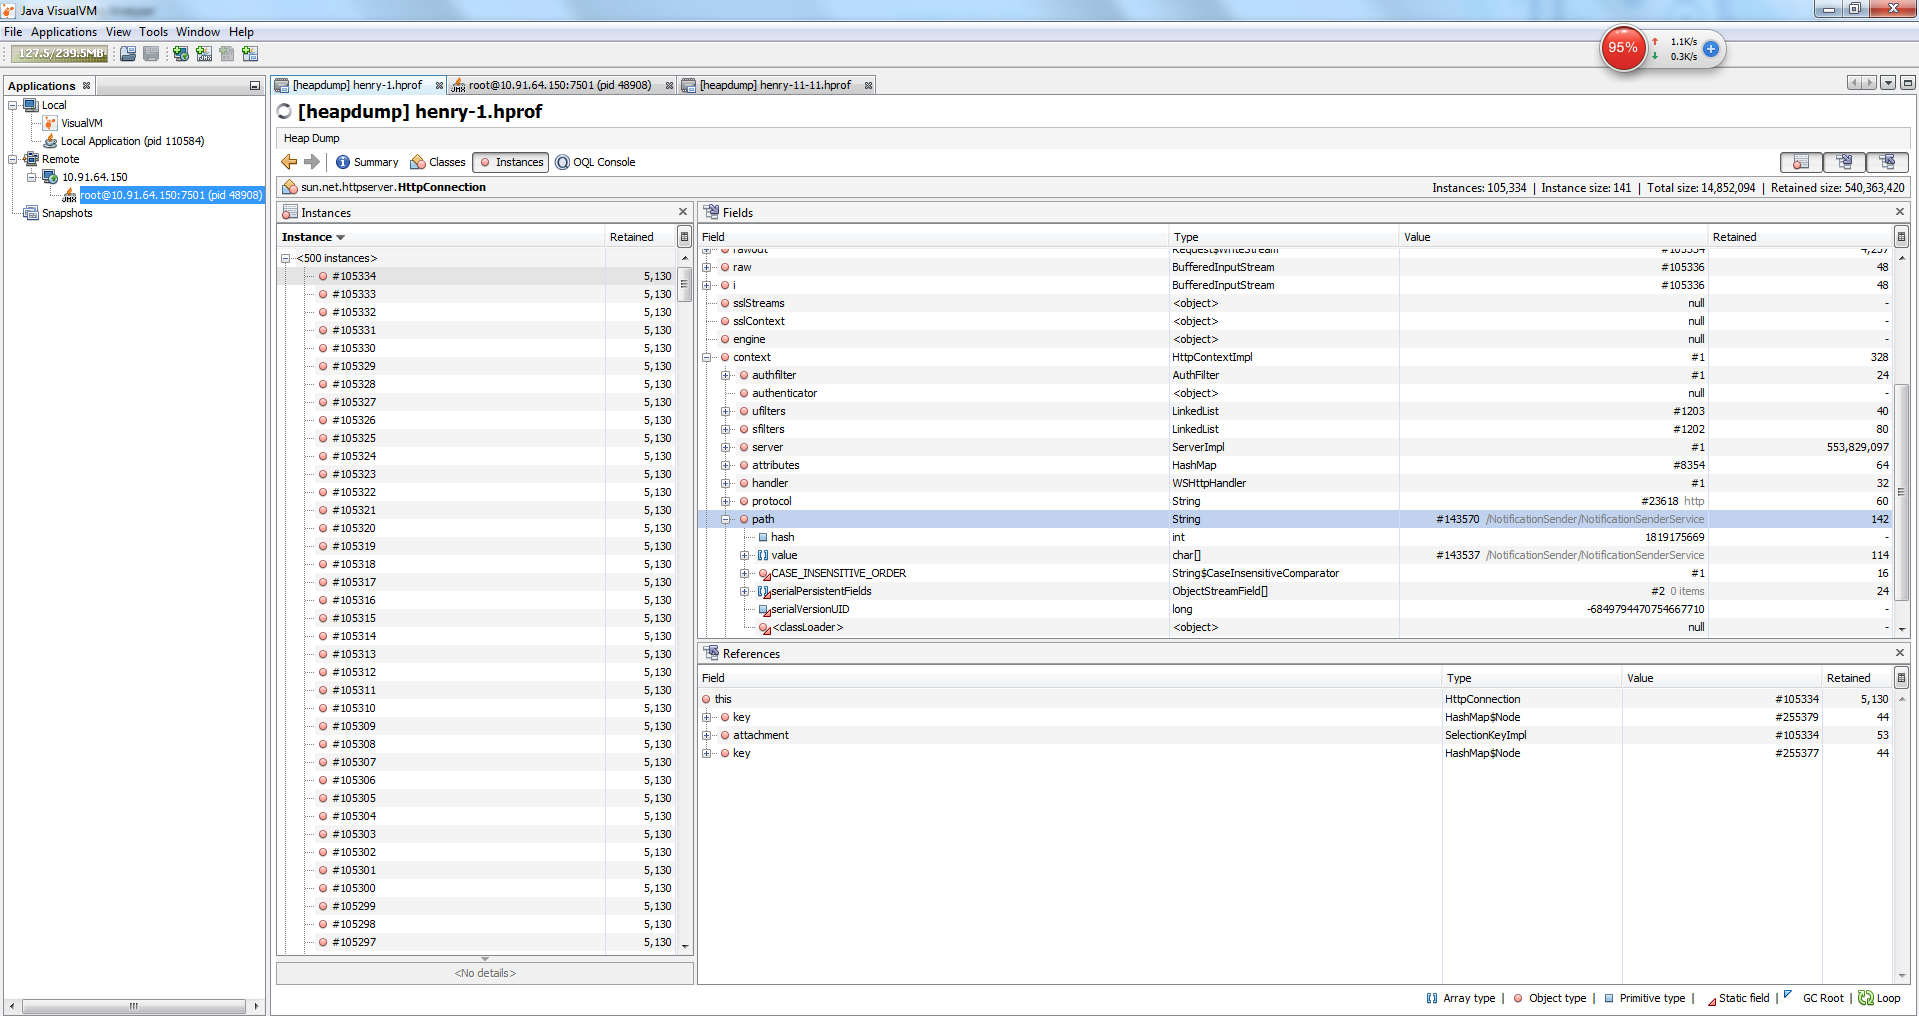 Java VisualVM
File Applications View Tools Window Help
127.5/239.5MB
95% 1.1K/s
0.3K/s
Applications
Local
VisualVM
Local Application (pid 110584)
Remote
10.91.64.150
root@10.91.64.150:7501 (pid 48908)
Snapshots
[heapdump] henry-1.hprof root@10.91.64.150:7501 (pid 48908) [heapdump] henry-11-11.hprof
[heapdump] henry-1.hprof
Heap Dump
Summary Classes Instances OQL Console
sun.net.httpserver.HttpConnection Instances: 105,334 | Instance size: 141 | Total size: 14,852,094 | Retained size: 540,363,420
Instances
Instance Retained
<500 instances>
#105334 5,130
#105333 5,130
#105332 5,130
#105331 5,130
#105330 5,130
#105329 5,130
#105328 5,130
#105327 5,130
#105326 5,130
#105325 5,130
#105324 5,130
#105323 5,130
#105322 5,130
#105321 5,130
#105320 5,130
#105319 5,130
#105318 5,130
#105317 5,130
#105316 5,130
#105315 5,130
#105314 5,130
#105313 5,130
#105312 5,130
#105311 5,130
#105310 5,130
#105309 5,130
#105308 5,130
#105307 5,130
#105306 5,130
#105305 5,130
#105304 5,130
#105303 5,130
#105302 5,130
#105301 5,130
#105300 5,130
#105299 5,130
#105298 5,130
#105297 5,130
<No details>
Fields
Field Type Value Retained
rawout Request$WriteStream #105334 4,237
raw BufferedInputStream #105336 48
i BufferedInputStream #105336 48
sslStreams <object> null -
sslContext <object> null -
engine <object> null -
context HttpContextImpl #1 328
authfilter AuthFilter #1 24
authenticator <object> null -
ufilters LinkedList #1203 40
sfilters LinkedList #1202 80
server ServerImpl #1 553,829,097
attributes HashMap #8354 64
handler WSHttpHandler #1 32
protocol String #23618 http 60
path String #143570 /NotificationSender/NotificationSenderService 142
hash int 1819175669 -
value char[] #143537 /NotificationSender/NotificationSenderService 114
CASE_INSENSITIVE_ORDER String$CaseInsensitiveComparator #1 16
serialPersistentFields ObjectStreamField[] #2 0 items 24
serialVersionUID long -6849794470754667710 -
<classLoader> <object> null -
References
Field Type Value Retained
this HttpConnection #105334 5,130
key HashMap$Node #255379 44
attachment SelectionKeyImpl #105334 53
key HashMap$Node #255377 44
Array type | Object type | Primitive type | Static field | GC Root | Loop